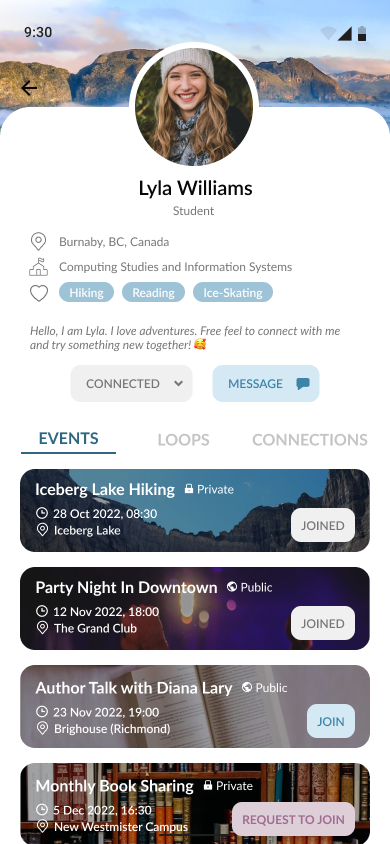 9:30
Lyla Williams
Student
Burnaby, BC, Canada
Computing Studies and Information Systems
Hiking Reading Ice-Skating
Hello, I am Lyla. I love adventures. Free feel to connect with me
and try something new together! 🥰
CONNECTED MESSAGE
EVENTS LOOPS CONNECTIONS
Iceberg Lake Hiking Private
28 Oct 2022, 08:30
Iceberg Lake
JOINED
Party Night In Downtown Public
12 Nov 2022, 18:00
The Grand Club
JOINED
Author Talk with Diana Lary Public
23 Nov 2022, 19:00
Brighouse (Richmond)
JOIN
Monthly Book Sharing Private
5 Dec 2022, 16:30
New Westmister Campus
REQUEST TO JOIN